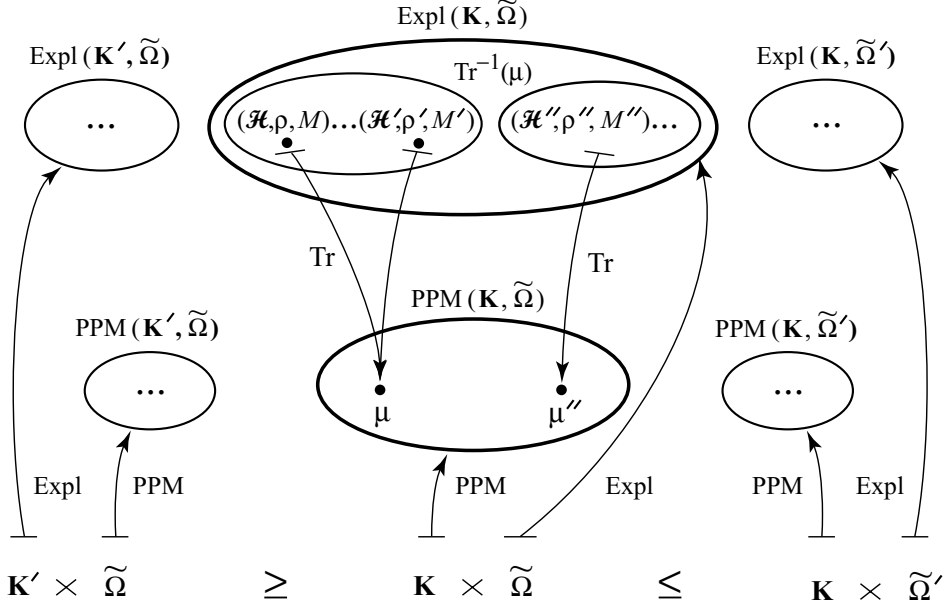 Expl (𝐊, Ω̃)
Expl (𝐊′, Ω̃)
Expl (𝐊, Ω̃′)
Tr⁻¹(μ)
...
(𝓗,ρ,M)...(𝓗′,ρ′,M′)
(𝓗″,ρ″,M″)...
...
Tr
Tr
PPM (𝐊, Ω̃)
PPM (𝐊′, Ω̃)
PPM (𝐊, Ω̃′)
...
...
μ
μ″
Expl
PPM
PPM
Expl
PPM
Expl
𝐊′ × Ω̃ ≥ 𝐊 × Ω̃ ≤ 𝐊 × Ω̃′